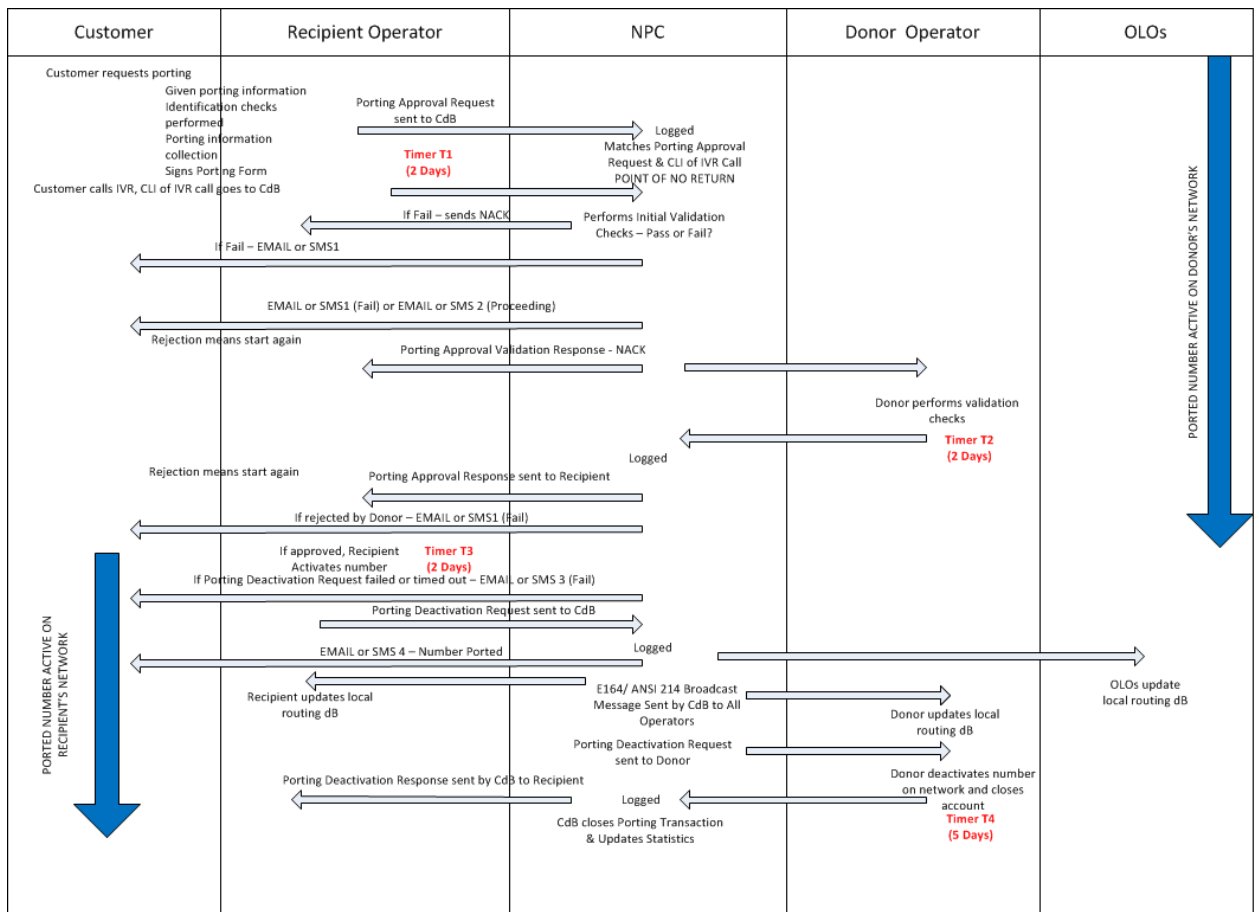 Customer
Recipient Operator
NPC
Donor  Operator
OLOs
Customer requests porting
Given porting information
Identification checks
performed
Porting information
collection
Signs Porting Form
Customer calls IVR, CLI of IVR call goes to CdB
Porting Approval Request
sent to CdB
Timer T1
(2 Days)
Logged
Matches Porting Approval
Request & CLI of IVR Call
POINT OF NO RETURN
If Fail – sends NACK
Performs Initial Validation
Checks – Pass or Fail?
If Fail – EMAIL or SMS1
EMAIL or SMS1 (Fail) or EMAIL or SMS 2 (Proceeding)
Rejection means start again
Porting Approval Validation Response - NACK
Donor performs validation
checks
Timer T2
(2 Days)
Logged
Rejection means start again
Porting Approval Response sent to Recipient
If rejected by Donor – EMAIL or SMS1 (Fail)
If approved, Recipient
Activates number
Timer T3
(2 Days)
If Porting Deactivation Request failed or timed out – EMAIL or SMS 3 (Fail)
Porting Deactivation Request sent to CdB
Logged
EMAIL or SMS 4 – Number Ported
Recipient updates local
routing dB
E164/ ANSI 214 Broadcast
Message Sent by CdB to All
Operators
OLOs update
local routing dB
Donor updates local
routing dB
Porting Deactivation Request
sent to Donor
Porting Deactivation Response sent by CdB to Recipient
Logged
Donor deactivates number
on network and closes
account
Timer T4
(5 Days)
CdB closes Porting Transaction
& Updates Statistics
PORTED NUMBER ACTIVE ON DONOR'S NETWORK
PORTED NUMBER ACTIVE ON
RECIPIENT'S NETWORK